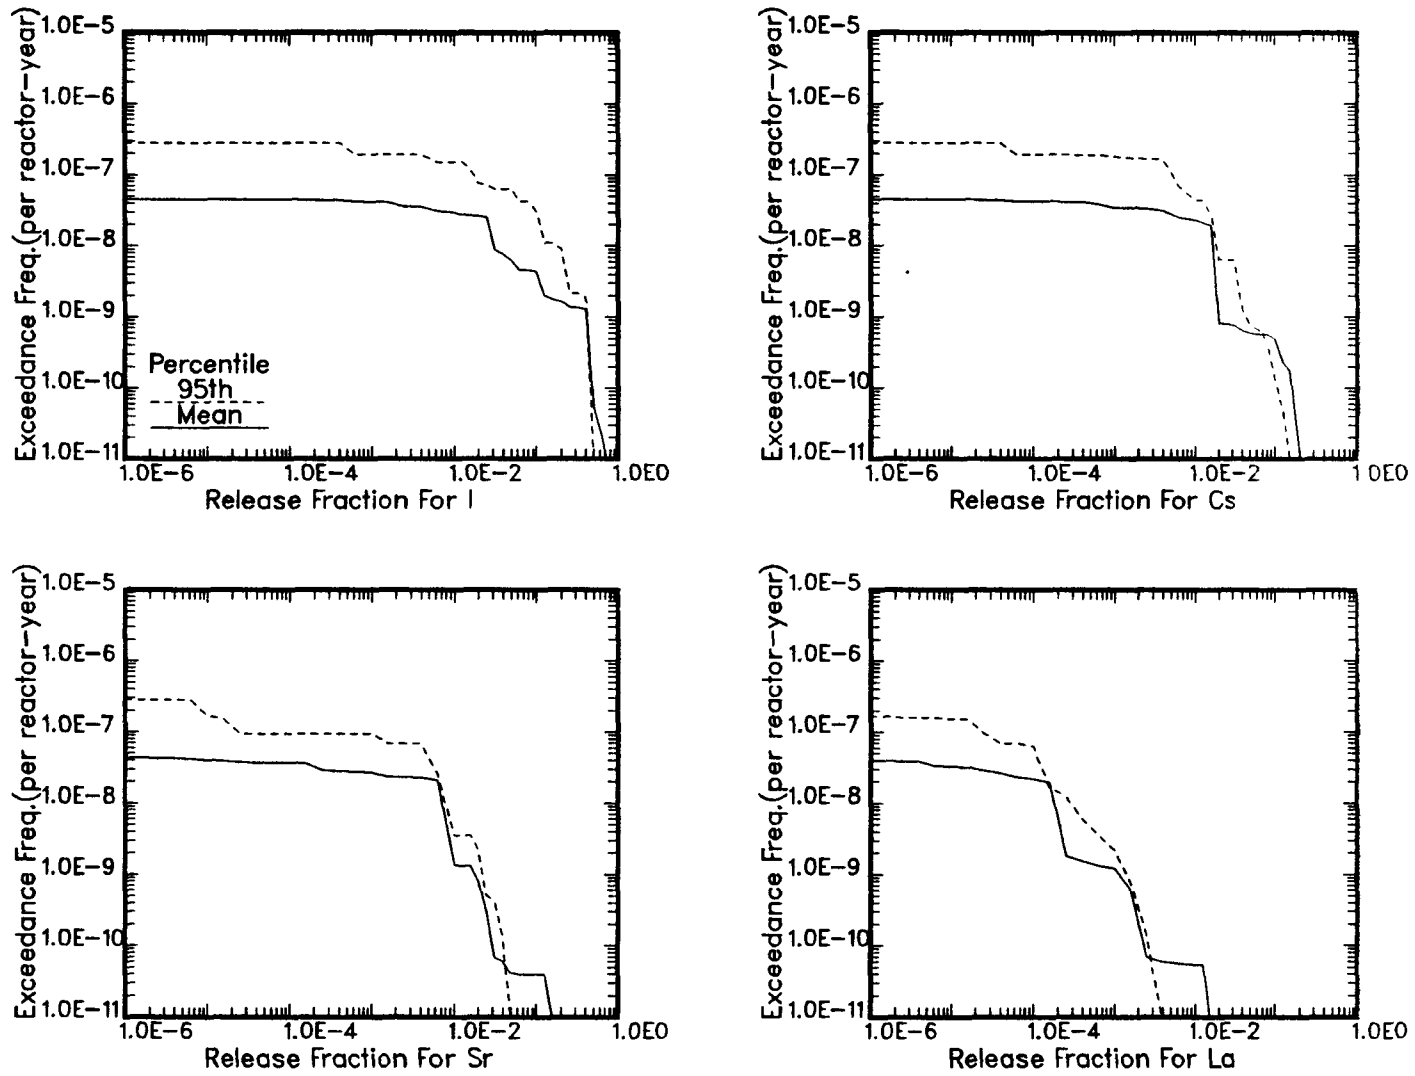 Exceedance Freq.(per reactor-year)
1.0E-5
1.0E-6
1.0E-7
1.0E-8
1.0E-9
1.0E-10
1.0E-11
Percentile
95th
Mean
1.0E-6 1.0E-4 1.0E-2 1.0E0
Release Fraction For I
Exceedance Freq.(per reactor-year)
1.0E-5
1.0E-6
1.0E-7
1.0E-8
1.0E-9
1.0E-10
1.0E-11
1.0E-6 1.0E-4 1.0E-2 1 0E0
Release Fraction For Cs
Exceedance Freq.(per reactor-year)
1.0E-5
1.0E-6
1.0E-7
1.0E-8
1.0E-9
1.0E-10
1.0E-11
1.0E-6 1.0E-4 1.0E-2 1.0E0
Release Fraction For Sr
Exceedance Freq.(per reactor-year)
1.0E-5
1.0E-6
1.0E-7
1.0E-8
1.0E-9
1.0E-10
1.0E-11
1.0E-6 1.0E-4 1.0E-2 1.0E0
Release Fraction For La